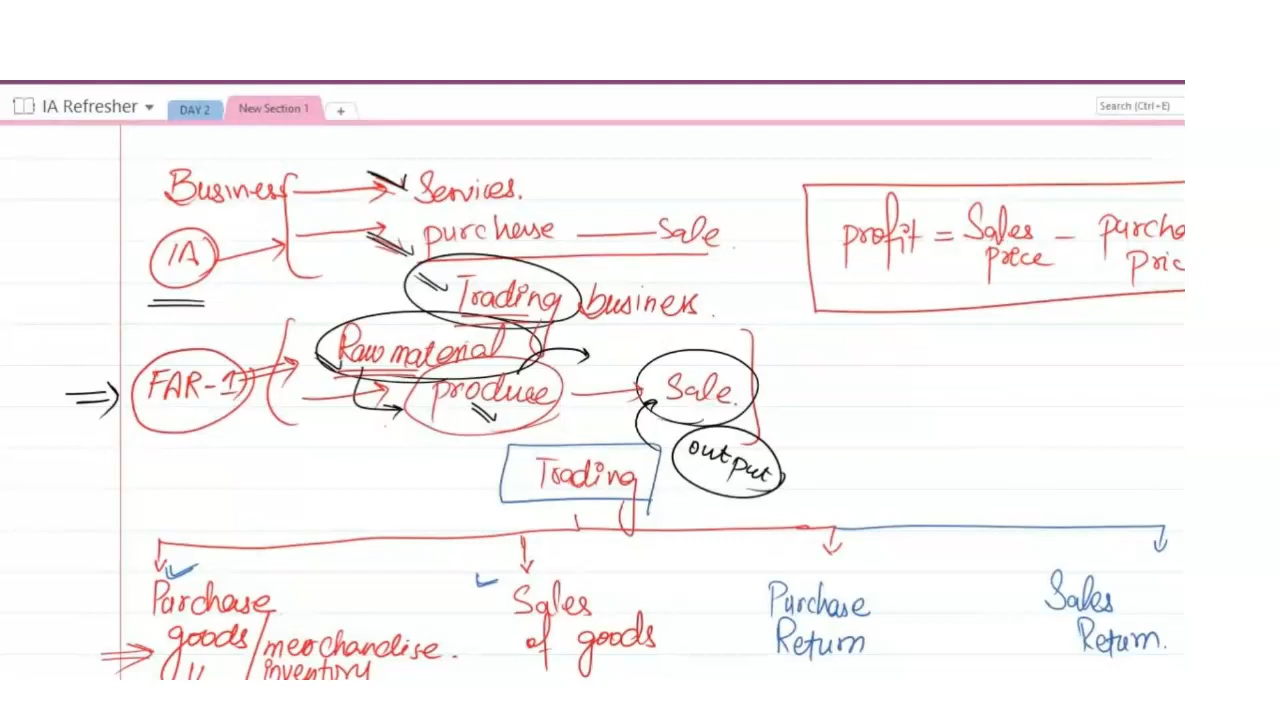 IA Refresher
DAY 2
New Section 1
+
Search (Ctrl+E)
Business
Services.
IA
purchase — Sale
Trading business.
profit = Sales price - purcha
Pric
FAR-1
Raw material
produce
Sale.
output
Trading
Purchase
goods / merchandise.
inventory
Sales
of goods
Purchase
Return
Sales
Return.